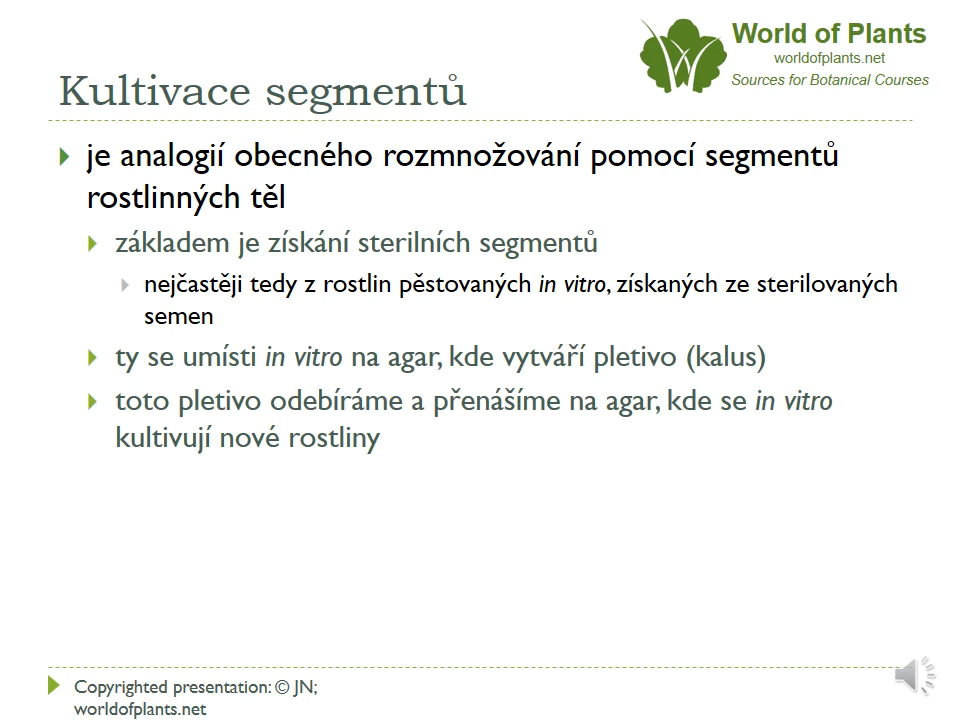 World of Plants
worldofplants.net
Sources for Botanical Courses
Kultivace segmentů
je analogií obecného rozmnožování pomocí segmentů
rostlinných těl
základem je získání sterilních segmentů
nejčastěji tedy z rostlin pěstovaných in vitro, získaných ze sterilovaných
semen
ty se umísti in vitro na agar, kde vytváří pletivo (kalus)
toto pletivo odebíráme a přenášíme na agar, kde se in vitro
kultivují nové rostliny
Copyrighted presentation: © JN;
worldofplants.net